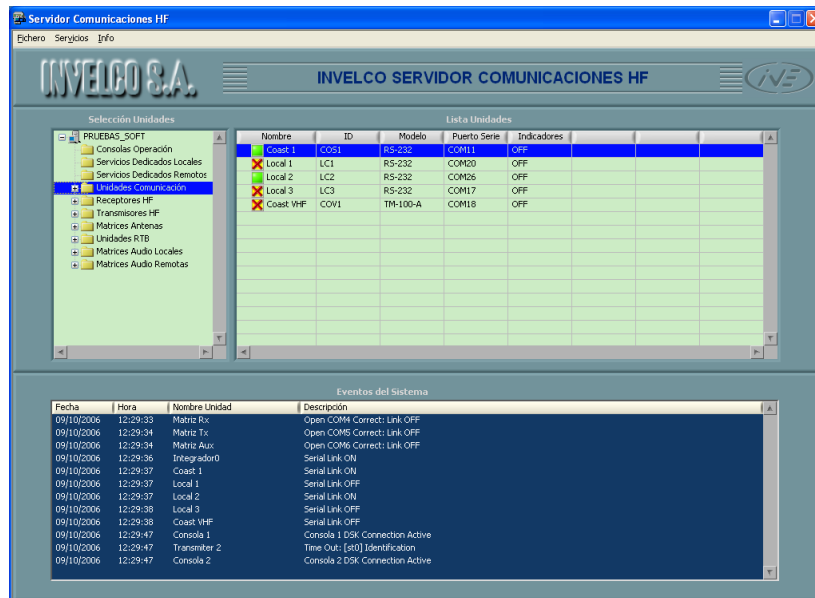 Servidor Comunicaciones HF
Fichero Servicios Info
INVELCO S.A. INVELCO SERVIDOR COMUNICACIONES HF iVE
Selección Unidades
PRUEBAS_SOFT
Consolas Operación
Servicios Dedicados Locales
Servicios Dedicados Remotos
Unidades Comunicación
Receptores HF
Transmisores HF
Matrices Antenas
Unidades RTB
Matrices Audio Locales
Matrices Audio Remotas
Lista Unidades
Nombre ID Modelo Puerto Serie Indicadores
Coast 1 COS1 RS-232 COM11 OFF
Local 1 LC1 RS-232 COM20 OFF
Local 2 LC2 RS-232 COM26 OFF
Local 3 LC3 RS-232 COM17 OFF
Coast VHF COV1 TM-100-A COM18 OFF
Eventos del Sistema
Fecha Hora Nombre Unidad Descripción
09/10/2006 12:29:33 Matriz Rx Open COM4 Correct: Link OFF
09/10/2006 12:29:34 Matriz Tx Open COM5 Correct: Link OFF
09/10/2006 12:29:34 Matriz Aux Open COM6 Correct: Link OFF
09/10/2006 12:29:36 Integrador0 Serial Link ON
09/10/2006 12:29:37 Coast 1 Serial Link ON
09/10/2006 12:29:37 Local 1 Serial Link OFF
09/10/2006 12:29:37 Local 2 Serial Link ON
09/10/2006 12:29:38 Local 3 Serial Link OFF
09/10/2006 12:29:38 Coast VHF Serial Link OFF
09/10/2006 12:29:47 Consola 1 Consola 1 DSK Connection Active
09/10/2006 12:29:47 Transmiter 2 Time Out: [st0] Identification
09/10/2006 12:29:47 Consola 2 Consola 2 DSK Connection Active